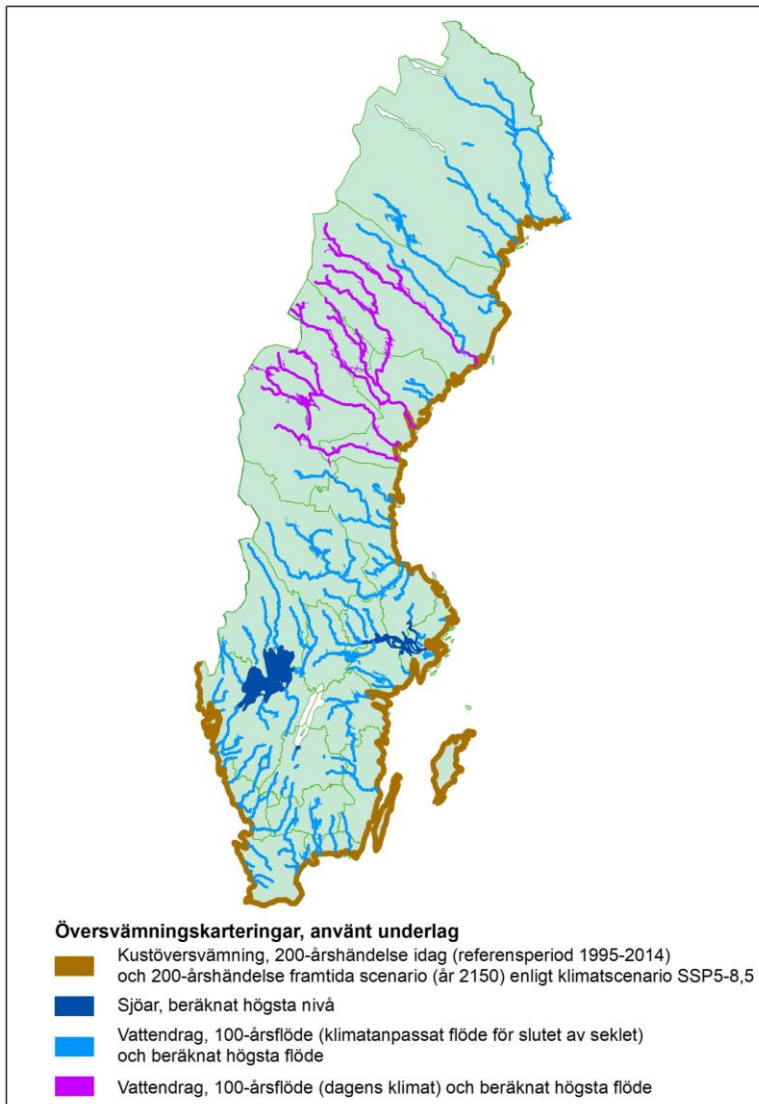 Översvämningskarteringar, använt underlag
Kustöversvämning, 200-årshändelse idag (referensperiod 1995-2014)
och 200-årshändelse framtida scenario (år 2150) enligt klimatscenario SSP5-8,5
Sjöar, beräknat högsta nivå
Vattendrag, 100-årsflöde (klimatanpassat flöde för slutet av seklet)
och beräknat högsta flöde
Vattendrag, 100-årsflöde (dagens klimat) och beräknat högsta flöde